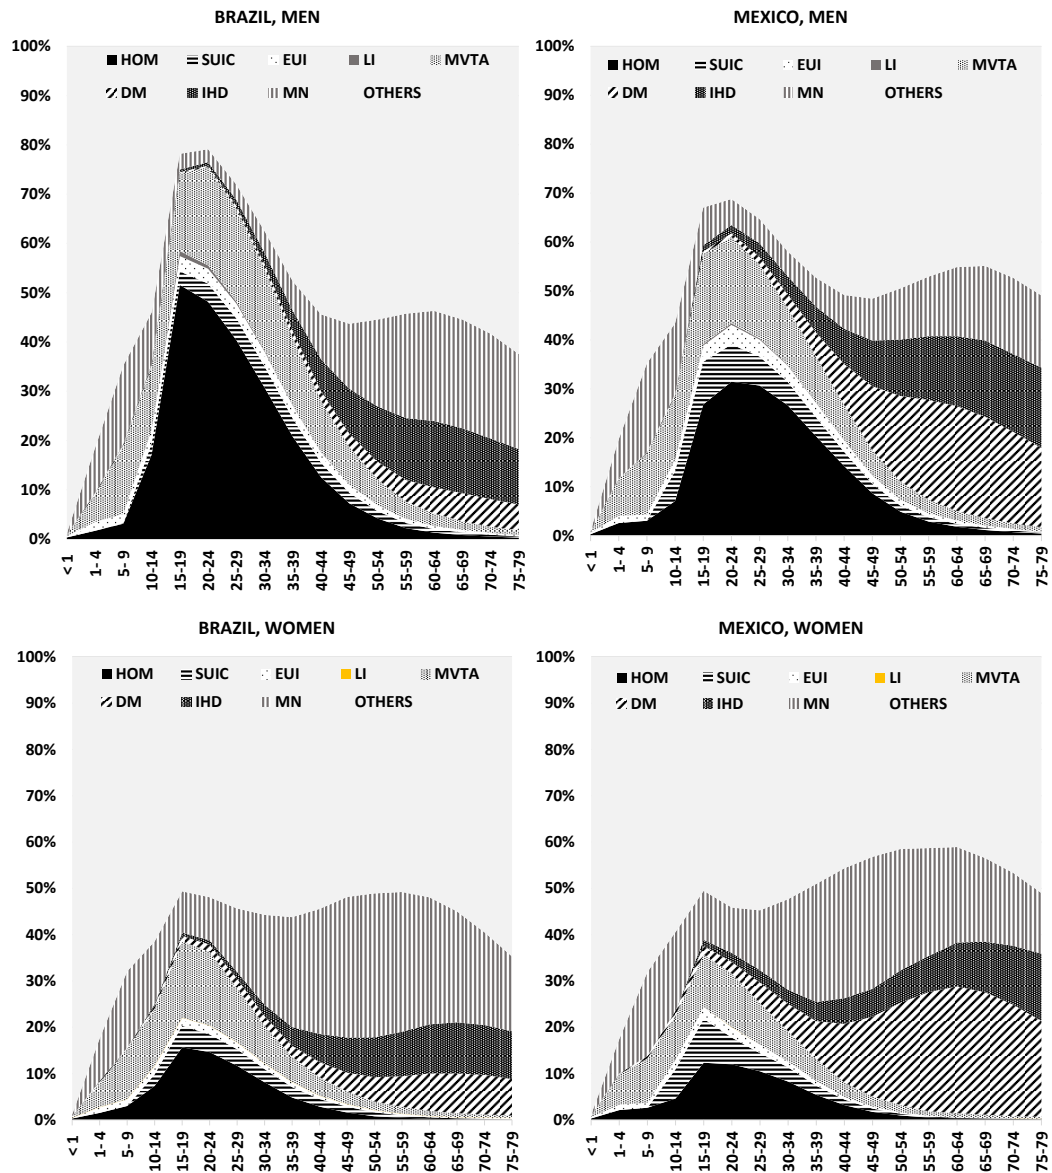 BRAZIL, MEN
100%
90%
80%
70%
60%
50%
40%
30%
20%
10%
0%
HOM SUIC EUI LI MVTA
DM IHD MN OTHERS
< 1 1- 4 5- 9 10-14 15-19 20-24 25-29 30-34 35-39 40-44 45-49 50-54 55-59 60-64 65-69 70-74 75-79
MEXICO, MEN
100%
90%
80%
70%
60%
50%
40%
30%
20%
10%
0%
HOM SUIC EUI LI MVTA
DM IHD MN OTHERS
< 1 1- 4 5- 9 10-14 15-19 20-24 25-29 30-34 35-39 40-44 45-49 50-54 55-59 60-64 65-69 70-74 75-79
BRAZIL, WOMEN
100%
90%
80%
70%
60%
50%
40%
30%
20%
10%
0%
HOM SUIC EUI LI MVTA
DM IHD MN OTHERS
< 1 1- 4 5- 9 10-14 15-19 20-24 25-29 30-34 35-39 40-44 45-49 50-54 55-59 60-64 65-69 70-74 75-79
MEXICO, WOMEN
100%
90%
80%
70%
60%
50%
40%
30%
20%
10%
0%
HOM SUIC EUI LI MVTA
DM IHD MN OTHERS
< 1 1- 4 5- 9 10-14 15-19 20-24 25-29 30-34 35-39 40-44 45-49 50-54 55-59 60-64 65-69 70-74 75-79